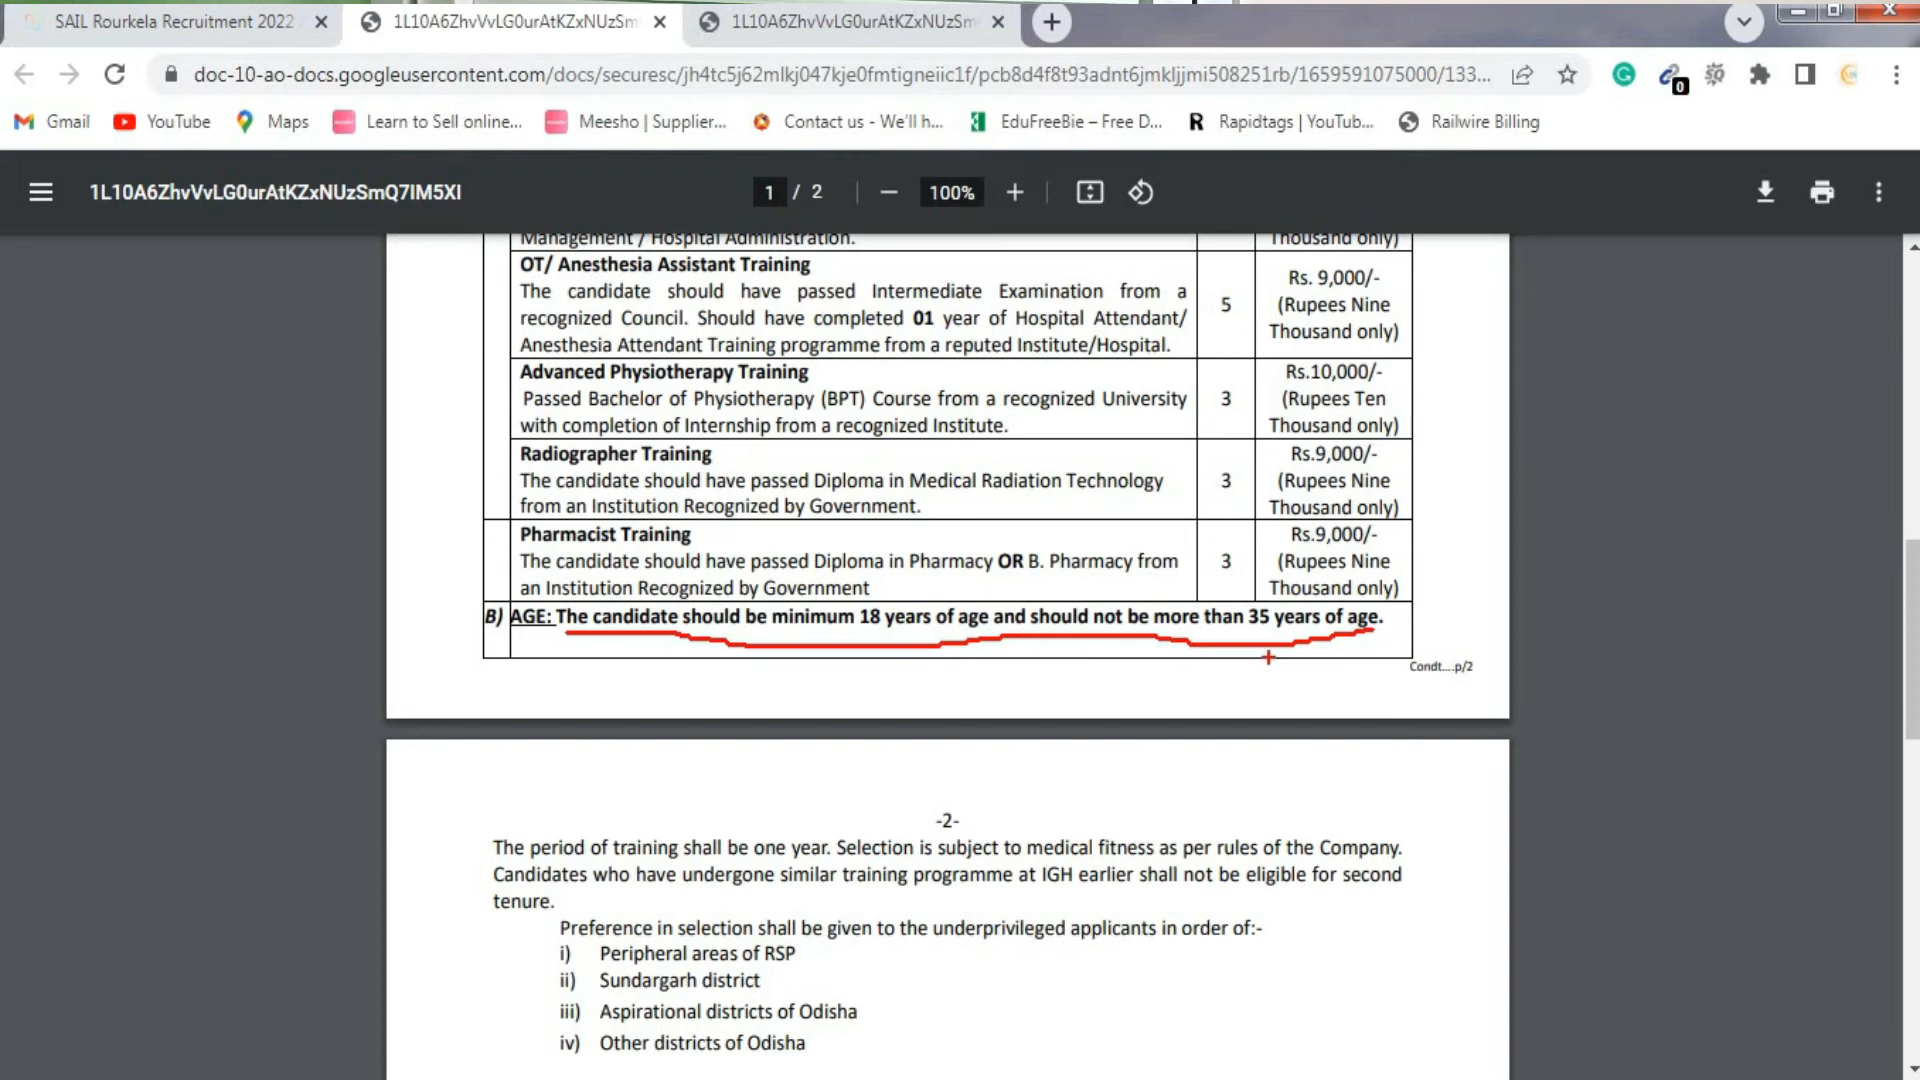 SAIL Rourkela Recruitment 2022
1L10A6ZhvVvLG0urAtKZxNUzSm
1L10A6ZhvVvLG0urAtKZxNUzSm
doc-10-ao-docs.googleusercontent.com/docs/securesc/jh4tc5j62mlkj047kje0fmtigneiic1f/pcb8d4f8t93adnt6jmkljjmi508251rb/1659591075000/133...
0
Gmail YouTube Maps Learn to Sell online... Meesho | Supplier... Contact us - We'll h... EduFreeBie – Free D... Rapidtags | YouTub... Railwire Billing
1L10A6ZhvVvLG0urAtKZxNUzSmQ7IM5XI 1 / 2 100%
Management / Hospital Administration. Thousand only)
OT/ Anesthesia Assistant Training
The candidate should have passed Intermediate Examination from a
recognized Council. Should have completed 01 year of Hospital Attendant/
Anesthesia Attendant Training programme from a reputed Institute/Hospital.
5
Rs. 9,000/-
(Rupees Nine
Thousand only)
Advanced Physiotherapy Training
Passed Bachelor of Physiotherapy (BPT) Course from a recognized University
with completion of Internship from a recognized Institute.
3
Rs.10,000/-
(Rupees Ten
Thousand only)
Radiographer Training
The candidate should have passed Diploma in Medical Radiation Technology
from an Institution Recognized by Government.
3
Rs.9,000/-
(Rupees Nine
Thousand only)
Pharmacist Training
The candidate should have passed Diploma in Pharmacy OR B. Pharmacy from
an Institution Recognized by Government
3
Rs.9,000/-
(Rupees Nine
Thousand only)
B) AGE: The candidate should be minimum 18 years of age and should not be more than 35 years of age.
Condt....p/2
-2-
The period of training shall be one year. Selection is subject to medical fitness as per rules of the Company.
Candidates who have undergone similar training programme at IGH earlier shall not be eligible for second
tenure.
Preference in selection shall be given to the underprivileged applicants in order of:-
i) Peripheral areas of RSP
ii) Sundargarh district
iii) Aspirational districts of Odisha
iv) Other districts of Odisha